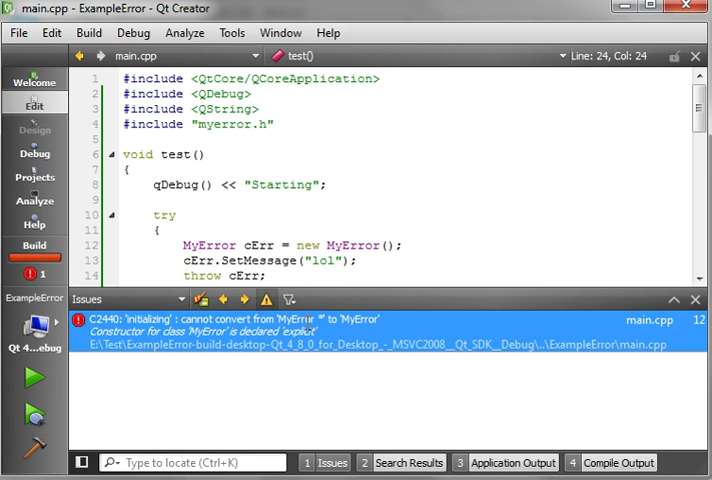 main.cpp - ExampleError - Qt Creator
File Edit Build Debug Analyze Tools Window Help
main.cpp test() Line: 24, Col: 24
Welcome
Edit
Design
Debug
Projects
Analyze
Help
Build
1
ExampleError
Qt 4...ebug
1 #include <QtCore/QCoreApplication>
2 #include <QDebug>
3 #include <QString>
4 #include "myerror.h"
5
6 void test()
7 {
8 qDebug() << "Starting";
9
10 try
11 {
12 MyError cErr = new MyError();
13 cErr.SetMessage("lol");
14 throw cErr;
Issues
C2440: 'initializing' : cannot convert from 'MyError *' to 'MyError' main.cpp 12
Constructor for class 'MyError' is declared 'explicit'
E:\Test\ExampleError-build-desktop-Qt_4_8_0_for_Desktop_-_MSVC2008__Qt_SDK__Debug\..\ExampleError\main.cpp
Type to locate (Ctrl+K) 1 Issues 2 Search Results 3 Application Output 4 Compile Output